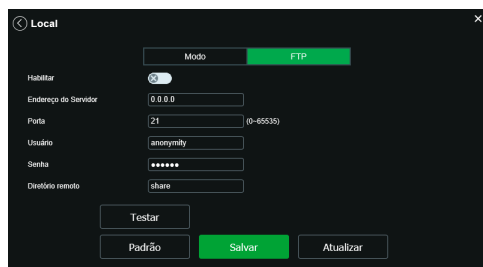 Local
Modo FTP
Habilitar
Endereço do Servidor 0.0.0.0
Porta 21 (0~65535)
Usuário anonymity
Senha ••••••
Diretório remoto share
Testar
Padrão Salvar Atualizar